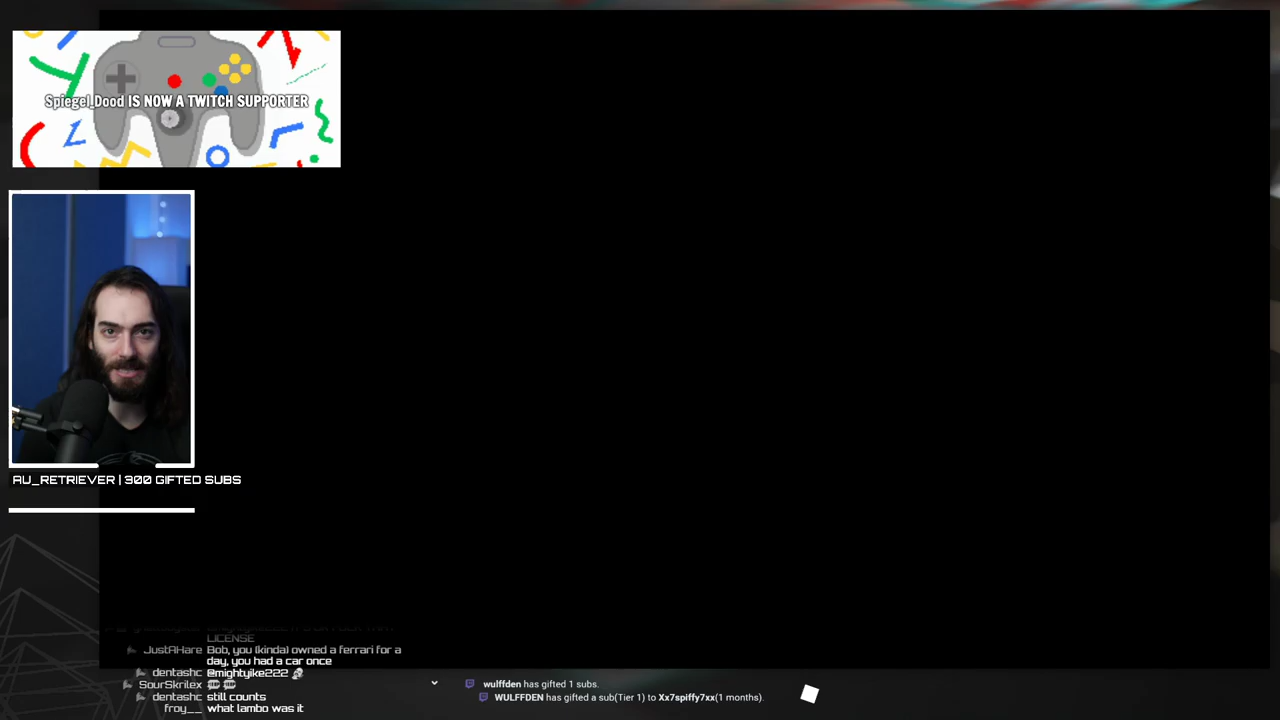 Spiegel_Dood IS NOW A TWITCH SUPPORTER
AU_RETRIEVER | 300 GIFTED SUBS
LICENSE
JustAHare Bob, you (kinda) owned a ferrari for a
day, you had a car once
dentashc @mightyike222
SourSkrilex
dentashc still counts
froy__ what lambo was it
wulffden has gifted 1 subs.
WULFFDEN has gifted a sub(Tier 1) to Xx7spiffy7xx(1 months).